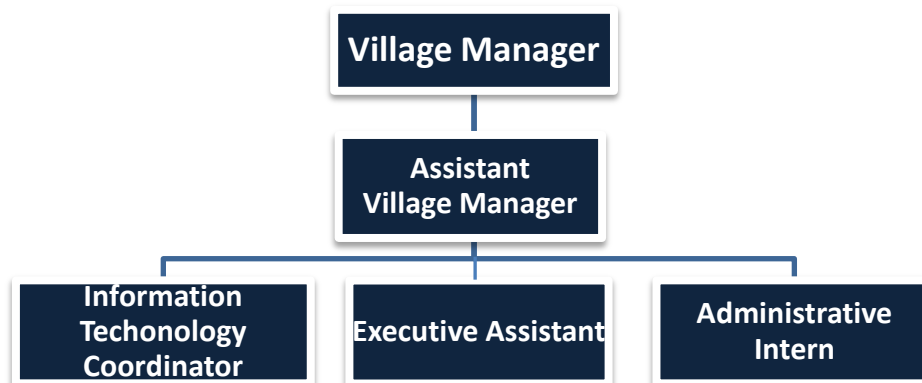 Village Manager
Assistant
Village Manager
Information
Techonology
Coordinator
Executive Assistant
Administrative
Intern